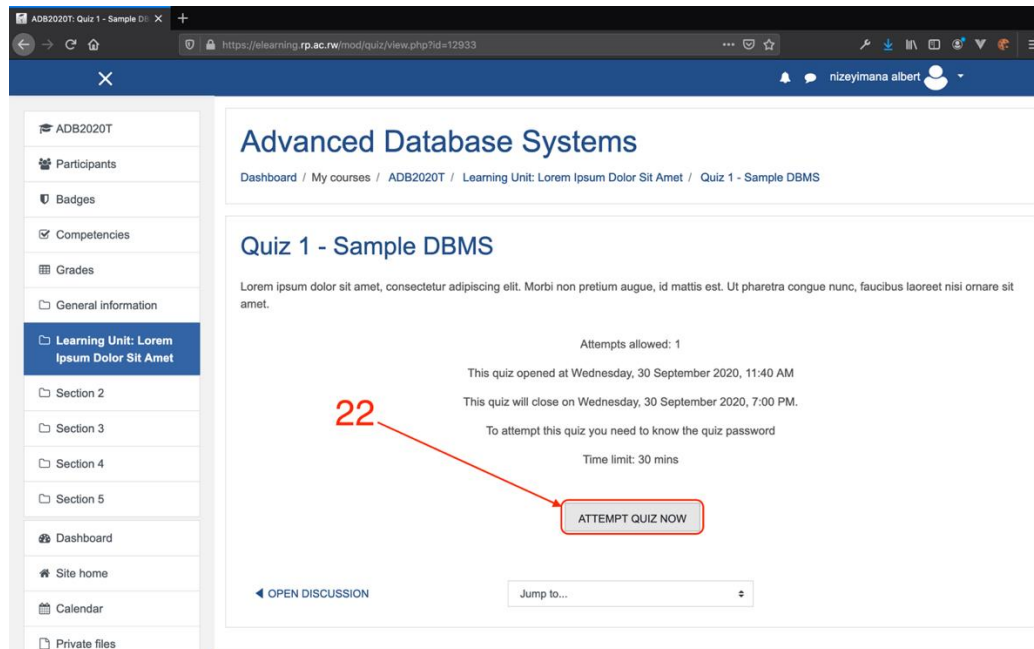 ADB2020T: Quiz 1 - Sample DB
https://elearning.rp.ac.rw/mod/quiz/view.php?id=12933
nizeyimana albert
ADB2020T
Participants
Badges
Competencies
Grades
General information
Learning Unit: Lorem
Ipsum Dolor Sit Amet
Section 2
Section 3
Section 4
Section 5
Dashboard
Site home
Calendar
Private files
Advanced Database Systems
Dashboard / My courses / ADB2020T / Learning Unit: Lorem Ipsum Dolor Sit Amet / Quiz 1 - Sample DBMS
Quiz 1 - Sample DBMS
Lorem ipsum dolor sit amet, consectetur adipiscing elit. Morbi non pretium augue, id mattis est. Ut pharetra congue nunc, faucibus laoreet nisi ornare sit
amet.
Attempts allowed: 1
This quiz opened at Wednesday, 30 September 2020, 11:40 AM
This quiz will close on Wednesday, 30 September 2020, 7:00 PM.
To attempt this quiz you need to know the quiz password
Time limit: 30 mins
22
ATTEMPT QUIZ NOW
OPEN DISCUSSION
Jump to...